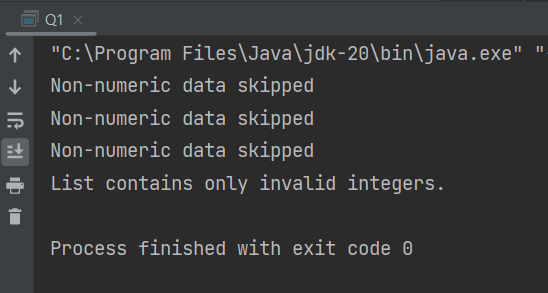 Q1
"C:\Program Files\Java\jdk-20\bin\java.exe" "
Non-numeric data skipped
Non-numeric data skipped
Non-numeric data skipped
List contains only invalid integers.
Process finished with exit code 0